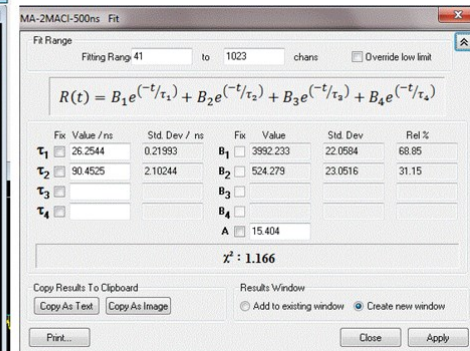 MA-2MACI-500ns Fit
Fit Range
Fitting Rang 41 to 1023 chans Override low limit
R(t) = B₁e^(−t/τ₁) + B₂e^(−t/τ₂) + B₃e^(−t/τ₃) + B₄e^(−t/τ₄)
Fix Value / ns Std. Dev / ns Fix Value Std. Dev Rel %
τ₁ 26.2544 0.21993 B₁ 3992.233 22.0584 68.85
τ₂ 90.4525 2.10244 B₂ 524.279 23.0516 31.15
τ₃ B₃
τ₄ B₄
A 15.404
χ² : 1.166
Copy Results To Clipboard Results Window
Copy As Text Copy As Image Add to existing window Create new window
Print... Close Apply